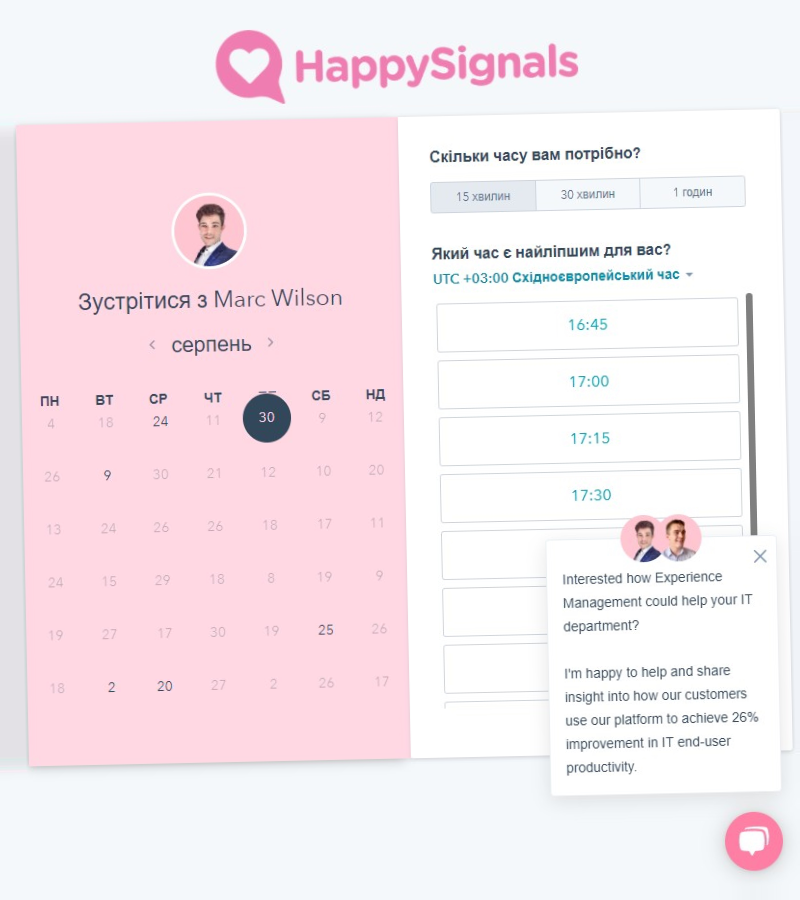 HappySignals
Зустрітися з Marc Wilson
серпень
ПН ВТ СР ЧТ СБ НД
4 18 24 11 30 9 12
26 9 30 21 12 10 20
13 24 26 26 18 17 11
24 15 29 18 8 19 9
19 27 17 30 19 25 26
18 2 20 27 2 26 17
Скільки часу вам потрібно?
15 хвилин 30 хвилин 1 годин
Який час є найліпшим для вас?
UTC +03:00 Східноєвропейський час
16:45
17:00
17:15
17:30
Interested how Experience
Management could help your IT
department?
I'm happy to help and share
insight into how our customers
use our platform to achieve 26%
improvement in IT end-user
productivity.